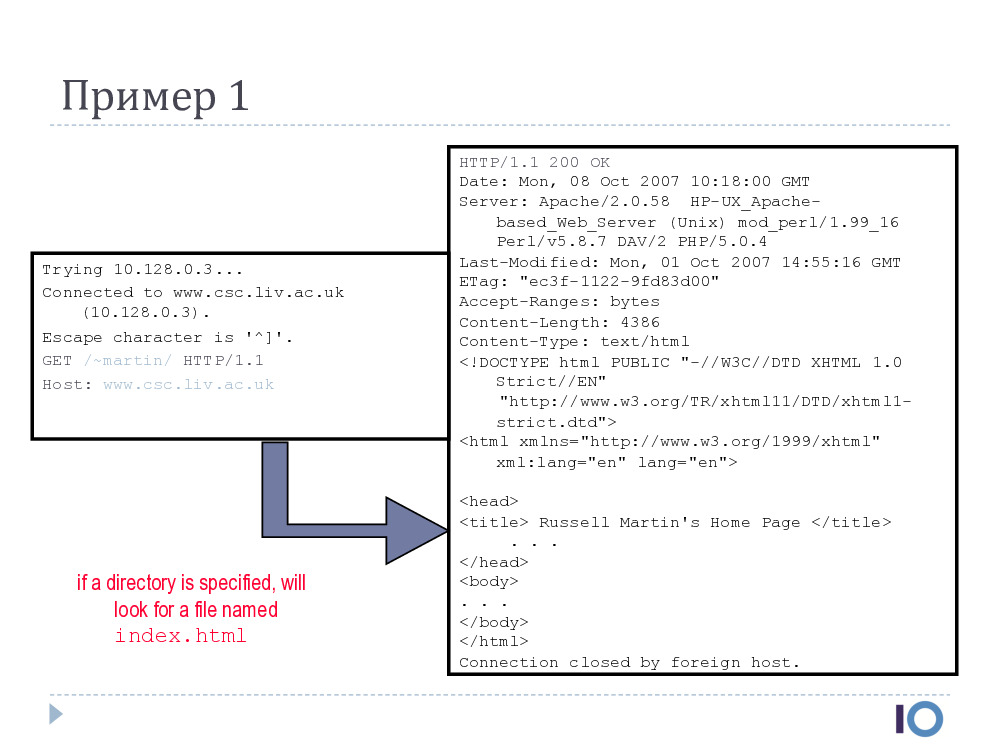 Пример 1
Trying 10.128.0.3...
Connected to www.csc.liv.ac.uk
(10.128.0.3).
Escape character is '^]'.
GET /~martin/ HTTP/1.1
Host: www.csc.liv.ac.uk
if a directory is specified, will
look for a file named
index.html
HTTP/1.1 200 OK
Date: Mon, 08 Oct 2007 10:18:00 GMT
Server: Apache/2.0.58  HP-UX_Apache-
based_Web_Server (Unix) mod_perl/1.99_16
Perl/v5.8.7 DAV/2 PHP/5.0.4
Last-Modified: Mon, 01 Oct 2007 14:55:16 GMT
ETag: "ec3f-1122-9fd83d00"
Accept-Ranges: bytes
Content-Length: 4386
Content-Type: text/html
<!DOCTYPE html PUBLIC "-//W3C//DTD XHTML 1.0
Strict//EN"
"http://www.w3.org/TR/xhtml11/DTD/xhtml1-
strict.dtd">
<html xmlns="http://www.w3.org/1999/xhtml"
xml:lang="en" lang="en">
<head>
<title> Russell Martin's Home Page </title>
. . .
</head>
<body>
. . .
</body>
</html>
Connection closed by foreign host.